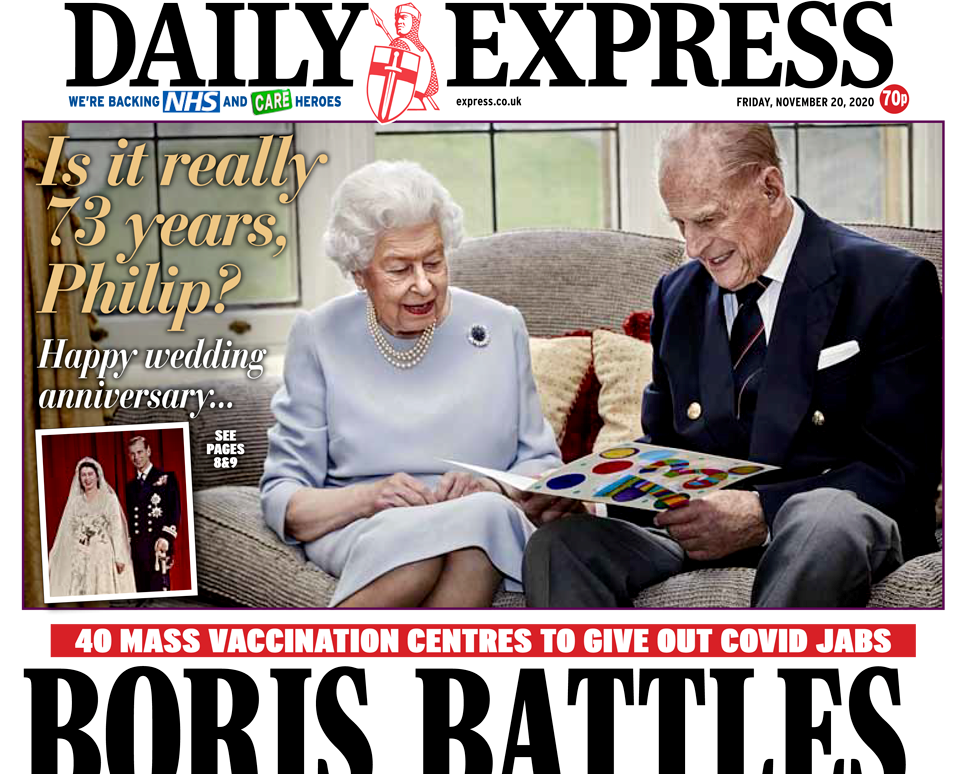 DAILY EXPRESS
WE'RE BACKING NHS AND CARE HEROES
express.co.uk
FRIDAY, NOVEMBER 20, 2020
70p
Is it really
73 years,
Philip?
Happy wedding
anniversary...
SEE
PAGES
8&9
40 MASS VACCINATION CENTRES TO GIVE OUT COVID JABS
BORIS BATTLES